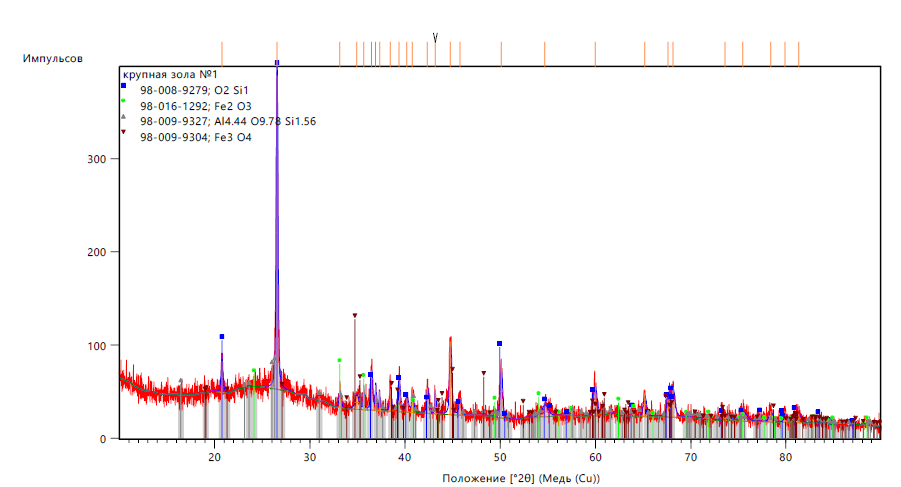 Импульсов
крупная зола №1
98-008-9279; O2 Si1
98-016-1292; Fe2 O3
98-009-9327; Al4.44 O9.78 Si1.56
98-009-9304; Fe3 O4
300
200
100
0
20 30 40 50 60 70 80
Положение [°2θ] (Медь (Cu))